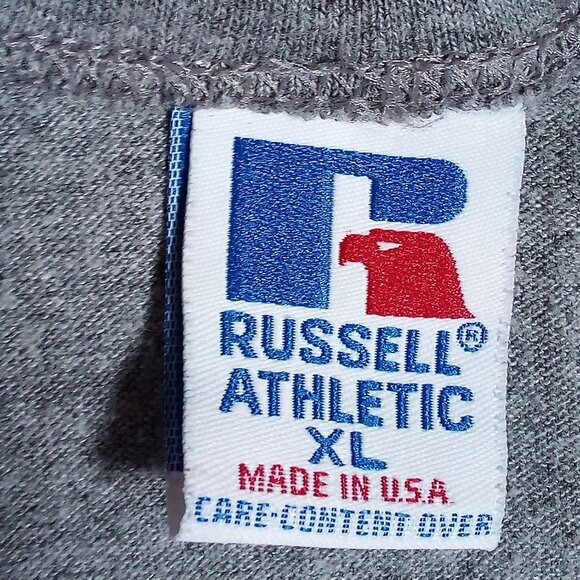 RUSSELL®
ATHLETIC
XL
MADE IN U.S.A.
CARE-CONTENT OVER